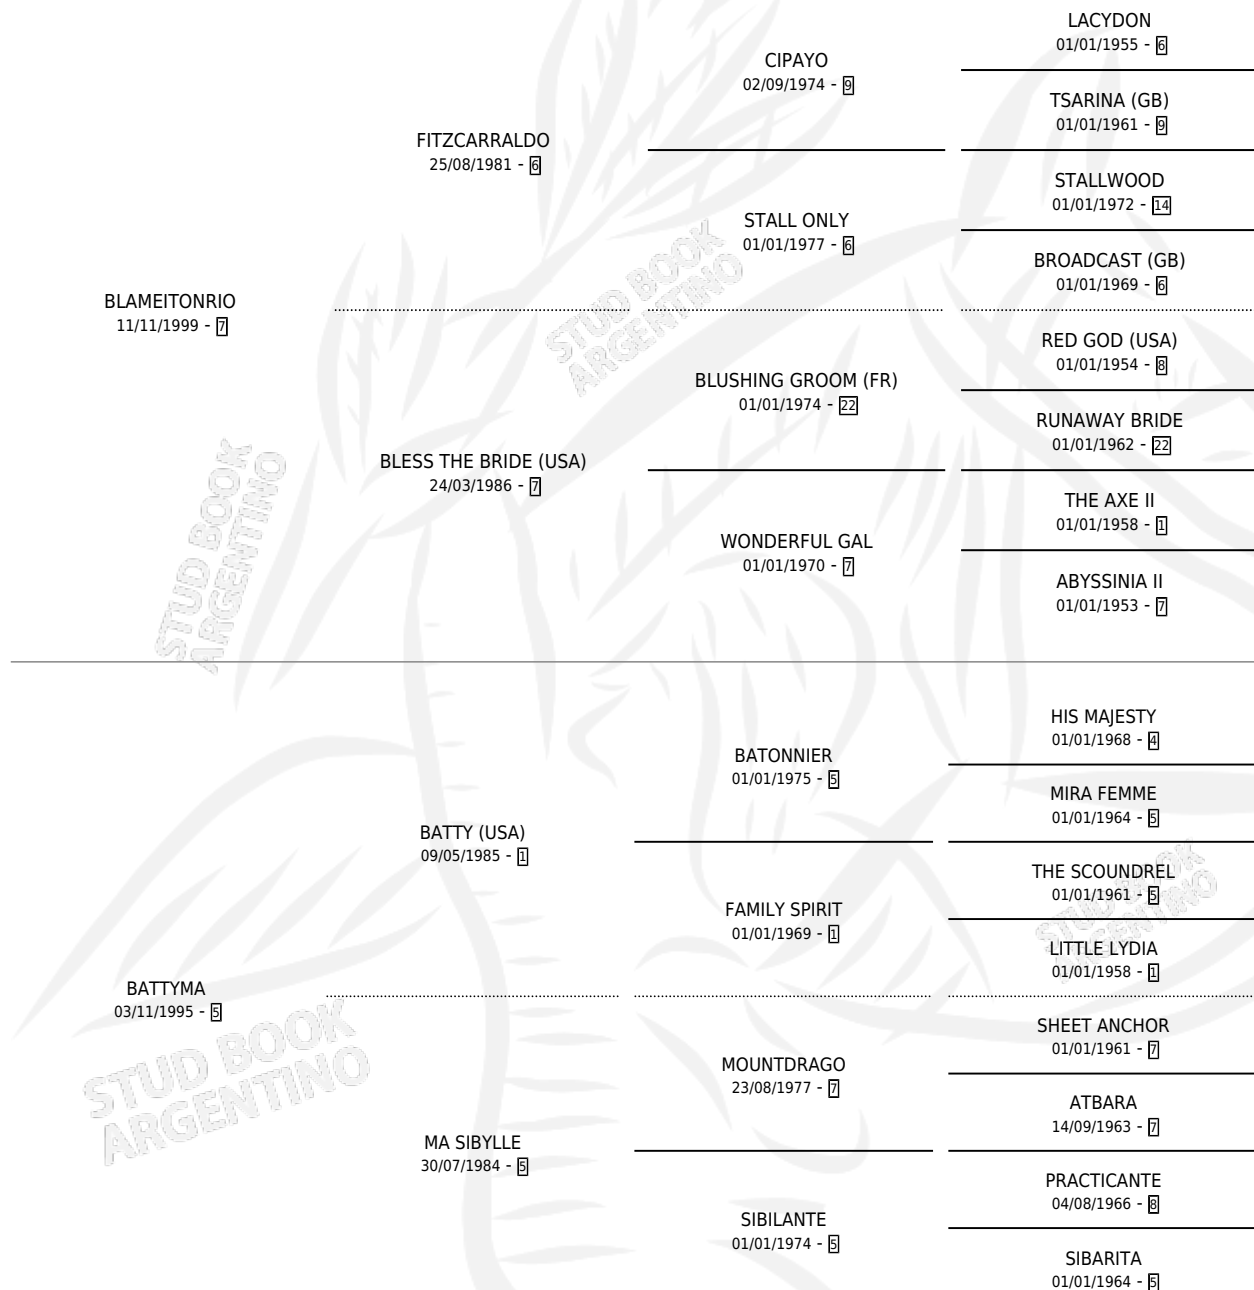 LACYDON
01/01/1955 - 6
CIPAYO
02/09/1974 - 9
TSARINA (GB)
01/01/1961 - 9
FITZCARRALDO
25/08/1981 - 6
STALLWOOD
01/01/1972 - 14
STALL ONLY
01/01/1977 - 6
BROADCAST (GB)
01/01/1969 - 6
BLAMEITONRIO
11/11/1999 - 7
RED GOD (USA)
01/01/1954 - 8
BLUSHING GROOM (FR)
01/01/1974 - 22
RUNAWAY BRIDE
01/01/1962 - 22
BLESS THE BRIDE (USA)
24/03/1986 - 7
THE AXE II
01/01/1958 - 1
WONDERFUL GAL
01/01/1970 - 7
ABYSSINIA II
01/01/1953 - 7
HIS MAJESTY
01/01/1968 - 4
BATONNIER
01/01/1975 - 5
MIRA FEMME
01/01/1964 - 5
BATTY (USA)
09/05/1985 - 1
THE SCOUNDREL
01/01/1961 - 5
FAMILY SPIRIT
01/01/1969 - 1
LITTLE LYDIA
01/01/1958 - 1
BATTYMA
03/11/1995 - 5
SHEET ANCHOR
01/01/1961 - 7
MOUNTDRAGO
23/08/1977 - 7
ATBARA
14/09/1963 - 7
MA SIBYLLE
30/07/1984 - 5
PRACTICANTE
04/08/1966 - 8
SIBILANTE
01/01/1974 - 5
SIBARITA
01/01/1964 - 5
STUD BOOK
ARGENTINO
STUD BOOK
ARGENTINO
STUD BOOK
ARGENTINO
STUD BOOK
ARGENTINO